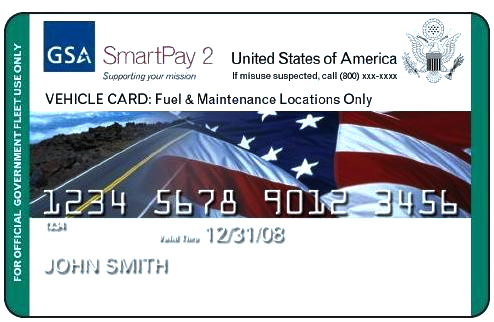 FOR OFFICIAL GOVERNMENT FLEET USE ONLY
GSA SmartPay 2
Supporting your mission
United States of America
If misuse suspected, call (800) xxx-xxxx
VEHICLE CARD: Fuel & Maintenance Locations Only
1234 5678 9012 3456
1234
Valid Thru 12/31/08
JOHN SMITH